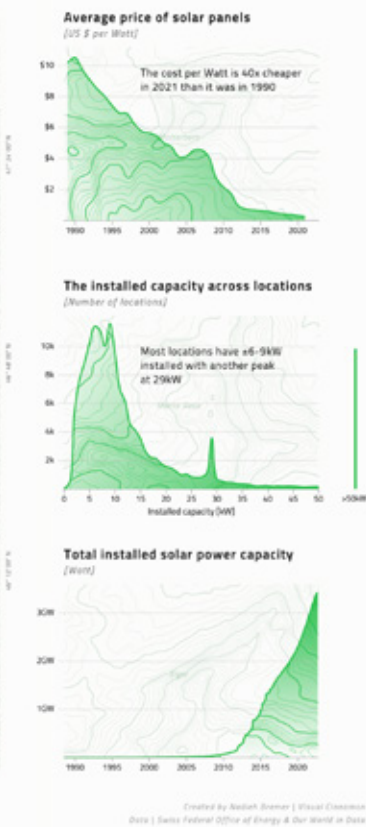 Average price of solar panels
[US $ per Watt]
The cost per Watt is 40x cheaper
in 2021 than it was in 1990
$10
$8
$6
$4
$2
1990 1995 2000 2005 2010 2015 2020
The installed capacity across locations
[Number of locations]
Most locations have ±6-9kW
installed with another peak
at 29kW
10k
8k
6k
4k
2k
0 5 10 15 20 25 30 35 40 45 50 >50kW
Installed capacity [kW]
Total installed solar power capacity
[Watt]
3GW
2GW
1GW
1990 1995 2000 2005 2010 2015 2020
Created by Nadieh Bremer | Visual Cinnamon
Data | Swiss Federal Office of Energy & Our World in Data